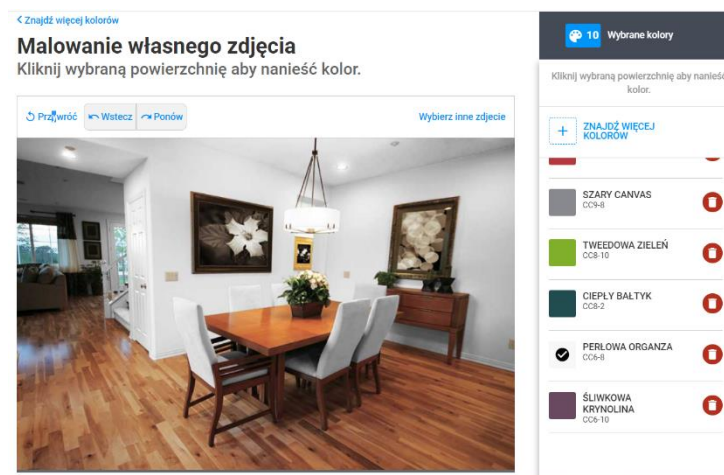 Znajdź więcej kolorów
Malowanie własnego zdjęcia
Kliknij wybraną powierzchnię aby nanieść kolor.
Przywróć
Wstecz
Ponów
Wybierz inne zdjecie
10 Wybrane kolory
Kliknij wybraną powierzchnię aby nanieść
kolor.
+ ZNAJDŹ WIĘCEJ
KOLORÓW
SZARY CANVAS
CC9-8
TWEEDOWA ZIELEŃ
CC8-10
CIEPŁY BAŁTYK
CC8-2
PERŁOWA ORGANZA
CC6-8
ŚLIWKOWA
KRYNOLINA
CC6-10